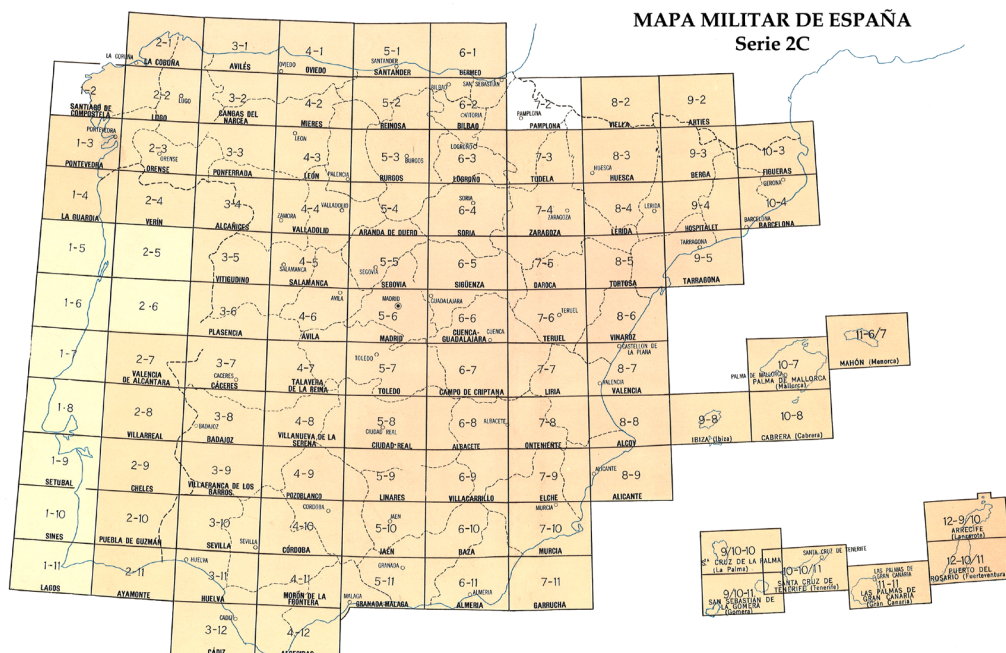 MAPA MILITAR DE ESPAÑA
Serie 2C
2-1
LA CORUÑA
LA CORUÑA
3-1
AVILÉS
4-1
OVIEDO
OVIEDO
5-1
SANTANDER
SANTANDER
6-1
BERMEO
1-2
SANTIAGO DE
COMPOSTELA
2-2
LUGO
LUGO
3-2
CANGAS DEL
NARCEA
4-2
MIERES
5-2
REINOSA
BILBAO
SAN SEBASTIAN
6-2
VITORIA
BILBAO
7-2
PAMPLONA
PAMPLONA
8-2
VIELLA
9-2
ARTIES
PONTEVEDRA
1-3
PONTEVEDRA
2-3
ORENSE
ORENSE
3-3
PONFERRADA
LEON
4-3
PALENCIA
LEÓN
5-3
BURGOS
BURGOS
LOGROÑO
6-3
LOGROÑO
7-3
TUDELA
8-3
HUESCA
HUESCA
9-3
BERGA
10-3
FIGUERAS
1-4
LA GUARDIA
2-4
VERÍN
3-4
ALCAÑICES
4-4
VALLADOLID
ZAMORA
VALLADOLID
5-4
ARANDA DE DUERO
SORIA
6-4
SORIA
7-4
ZARAGOZA
ZARAGOZA
8-4
LERIDA
LÉRIDA
9-4
HOSPITALET
GERONA
10-4
BARCELONA
BARCELONA
1-5
2-5
3-5
VITIGUDINO
4-5
SALAMANCA
SALAMANCA
5-5
SEGOVIA
SEGOVIA
6-5
SIGÜENZA
7-5
DAROCA
8-5
TORTOSA
TARRAGONA
9-5
TARRAGONA
1-6
2-6
3-6
PLASENCIA
AVILA
4-6
ÁVILA
MADRID
5-6
MADRID
GUADALAJARA
6-6
CUENCA
CUENCA-
GUADALAJARA
7-6
TERUEL
TERUEL
8-6
VINAROZ
11-6/7
MAHÓN (Menorca)
1-7
2-7
VALENCIA
DE ALCÁNTARA
3-7
CACERES
CÁCERES
4-7
TALAVERA
DE LA REINA
TOLEDO
5-7
TOLEDO
6-7
CAMPO DE CRIPTANA
7-7
LIRIA
CASTELLON DE
LA PLANA
8-7
VALENCIA
VALENCIA
10-7
PALMA DE MALLORCA
PALMA DE MALLORCA
(Mallorca)
1-8
2-8
VILLARREAL
3-8
BADAJOZ
BADAJOZ
4-8
VILLANUEVA DE LA
SERENA
5-8
CIUDAD REAL
CIUDAD-REAL
6-8
ALBACETE
ALBACETE
7-8
ONTENIENTE
8-8
ALCOY
9-8
IBIZA (Ibiza)
10-8
CABRERA (Cabrera)
1-9
SETUBAL
2-9
CHELES
3-9
VILLAFRANCA DE LOS
BARROS
4-9
POZOBLANCO
5-9
LINARES
6-9
VILLACARRILLO
7-9
ELCHE
ALICANTE
8-9
ALICANTE
1-10
SINES
2-10
PUEBLA DE GUZMÁN
3-10
SEVILLA
SEVILLA
CORDOBA
4-10
CÓRDOBA
JAEN
5-10
JAÉN
6-10
BAZA
MURCIA
7-10
MURCIA
1-11
LAGOS
2-11
AYAMONTE
HUELVA
3-11
HUELVA
4-11
MORÓN DE LA
FRONTERA
GRANADA
5-11
MALAGA
GRANADA-MÁLAGA
6-11
ALMERIA
ALMERÍA
7-11
GARRUCHA
CADIZ
3-12
CÁDIZ
4-12
9/10-10
Sta CRUZ DE LA PALMA
(La Palma)
9/10-11
SAN SEBASTIÁN DE
LA GOMERA
(Gomera)
SANTA CRUZ DE TENERIFE
10-10/11
SANTA CRUZ DE
TENERIFE (Tenerife)
LAS PALMAS DE
GRAN CANARIA
11-11
LAS PALMAS DE
GRAN CANARIA
(Gran Canaria)
12-9/10
ARRECIFE
(Lanzarote)
12-10/11
PUERTO DEL
ROSARIO (Fuerteventura)